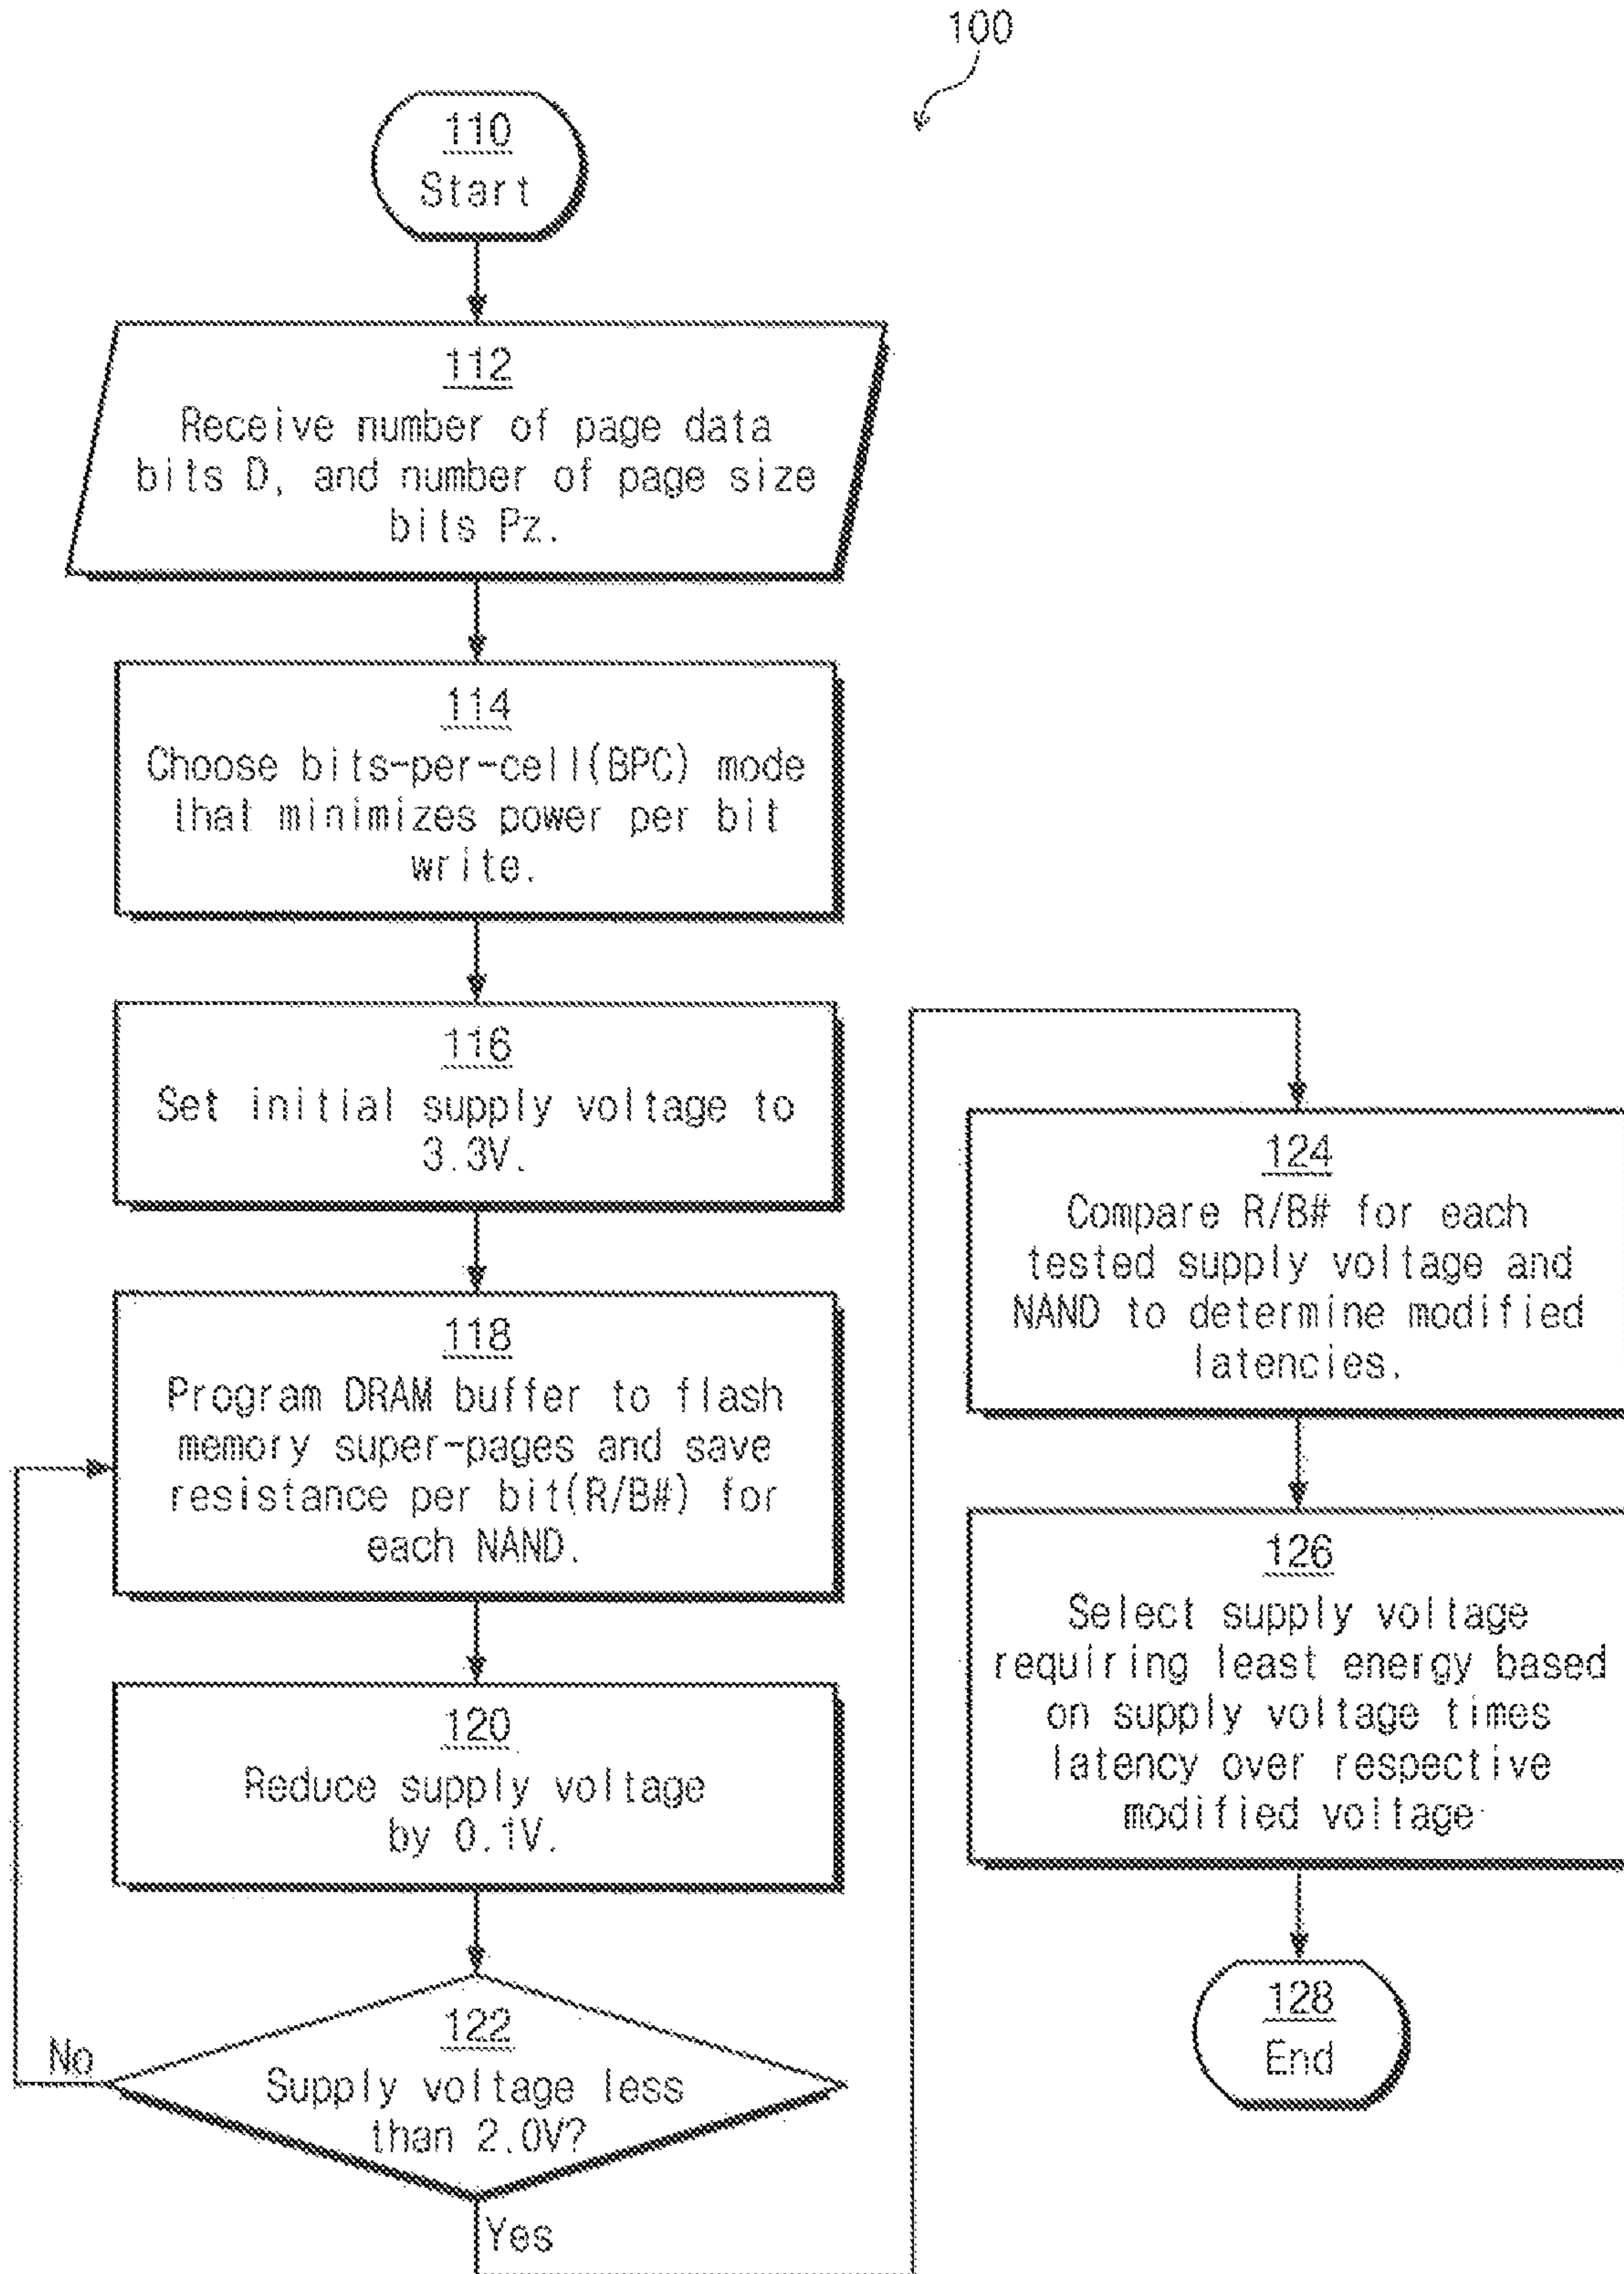 100
110
Start
112
Receive number of page data
bits D, and number of page size
bits Pz.
114
Choose bits-per-cell(BPC) mode
that minimizes power per bit
write.
116
Set initial supply voltage to
3.3V.
118
Program DRAM buffer to flash
memory super-pages and save
resistance per bit(R/B#) for
each NAND.
120
Reduce supply voltage
by 0.1V.
122
Supply voltage less
than 2.0V?
No
Yes
124
Compare R/B# for each
tested supply voltage and
NAND to determine modified
latencies.
126
Select supply voltage
requiring least energy based
on supply voltage times
latency over respective
modified voltage
128
End